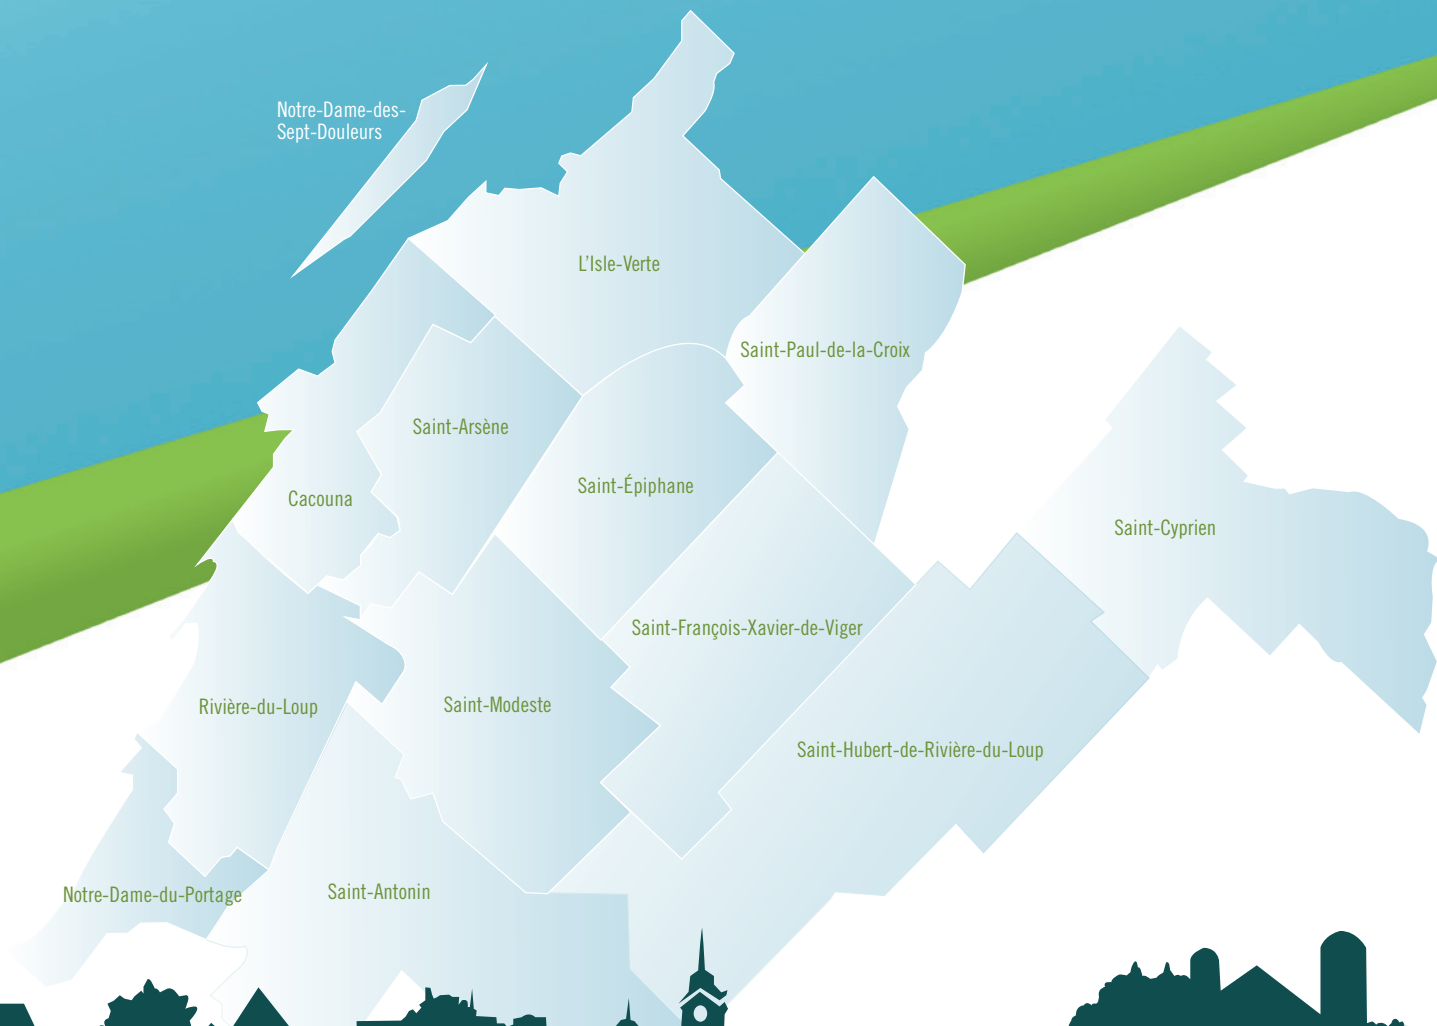 Notre-Dame-des-
Sept-Douleurs
L'Isle-Verte
Saint-Paul-de-la-Croix
Saint-Arsène
Saint-Épiphane
Cacouna
Saint-Cyprien
Saint-François-Xavier-de-Viger
Rivière-du-Loup
Saint-Modeste
Saint-Hubert-de-Rivière-du-Loup
Notre-Dame-du-Portage
Saint-Antonin